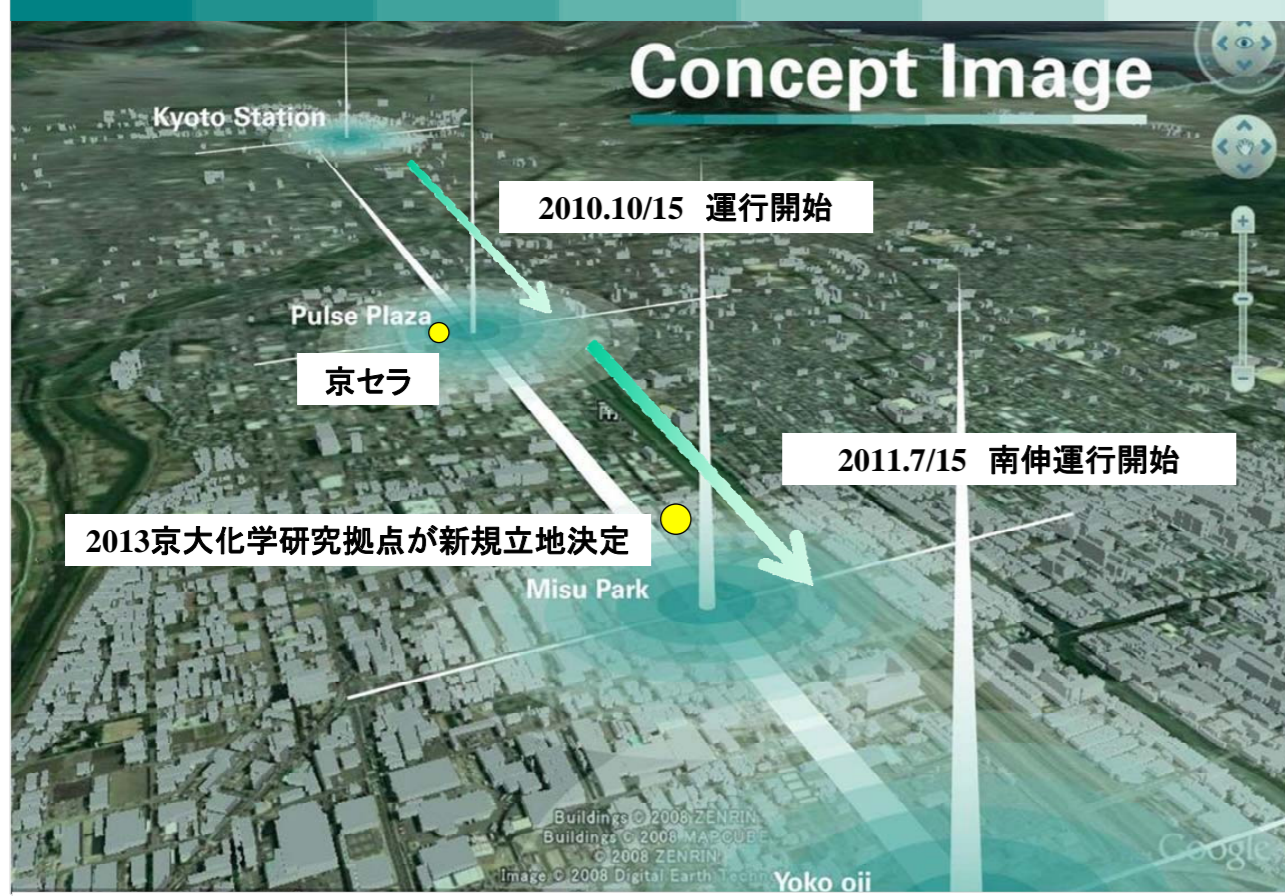 Concept Image
Kyoto Station
2010.10/15 運行開始
Pulse Plaza
京セラ
南
2011.7/15 南伸運行開始
2013京大化学研究拠点が新規立地決定
Misu Park
Buildings © 2008 ZENRIN
Buildings © 2008 MAPCUBE
© 2008 ZENRIN
Image © 2008 Digital Earth Techn
Google
Yoko oji